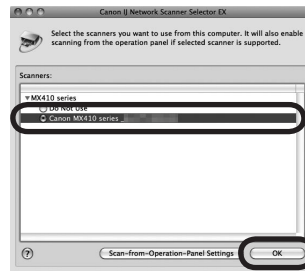 Canon IJ Network Scanner Selector EX
Select the scanners you want to use from this computer. It will also enable
scanning from the operation panel if selected scanner is supported.
Scanners:
▼MX410 series
Do Not Use
Canon MX410 series _
? Scan-from-Operation-Panel Settings OK